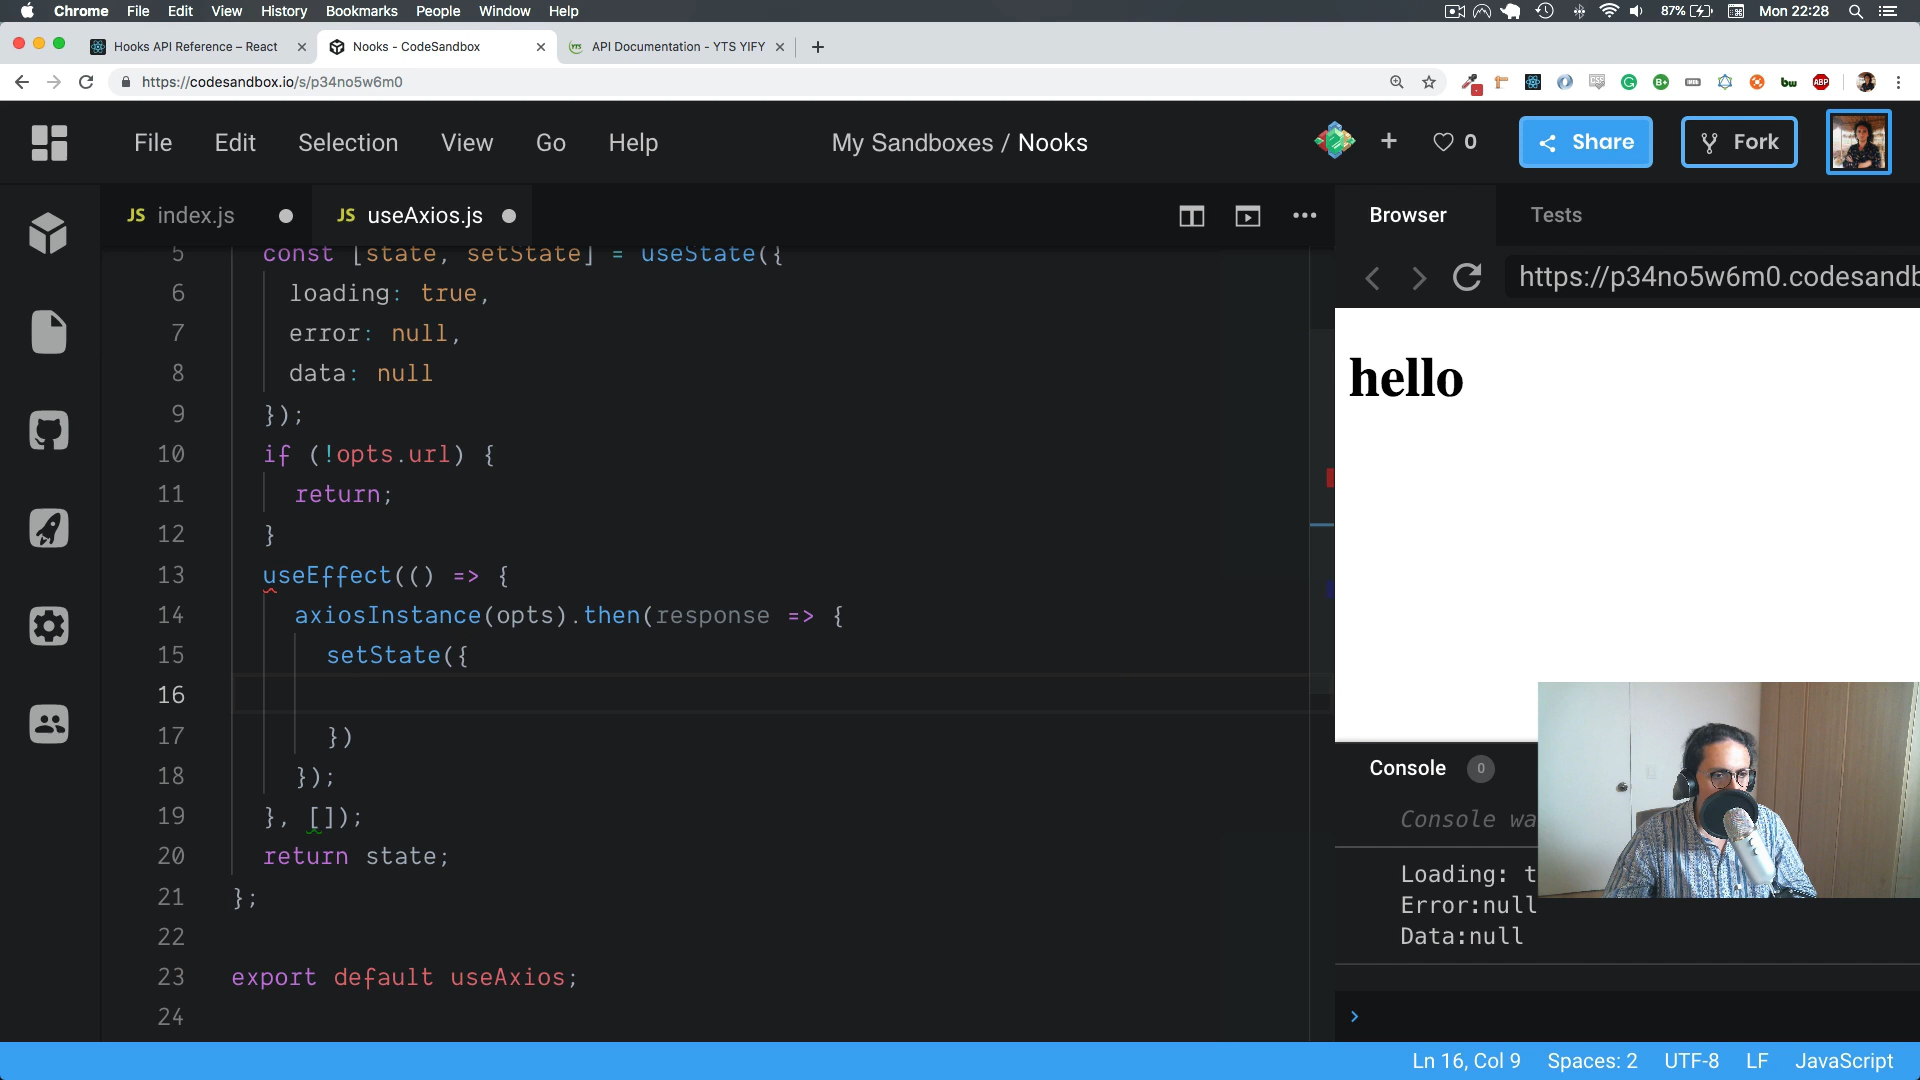 Chrome File Edit View History Bookmarks People Window Help 87% Mon 22:28
Hooks API Reference – React
Nooks - CodeSandbox
API Documentation - YTS YIFY
https://codesandbox.io/s/p34no5w6m0
File Edit Selection View Go Help
My Sandboxes / Nooks
0
Share
Fork
JS index.js
JS useAxios.js
Browser
Tests
https://p34no5w6m0.codesandb
5 const [state, setState] = useState({
6 loading: true,
7 error: null,
8 data: null
9 });
10 if (!opts.url) {
11 return;
12 }
13 useEffect(() => {
14 axiosInstance(opts).then(response => {
15 setState({
16
17 })
18 });
19 }, []);
20 return state;
21 };
22
23 export default useAxios;
24
hello
Console 0
Console wa
Loading: t
Error:null
Data:null
Ln 16, Col 9 Spaces: 2 UTF-8 LF JavaScript